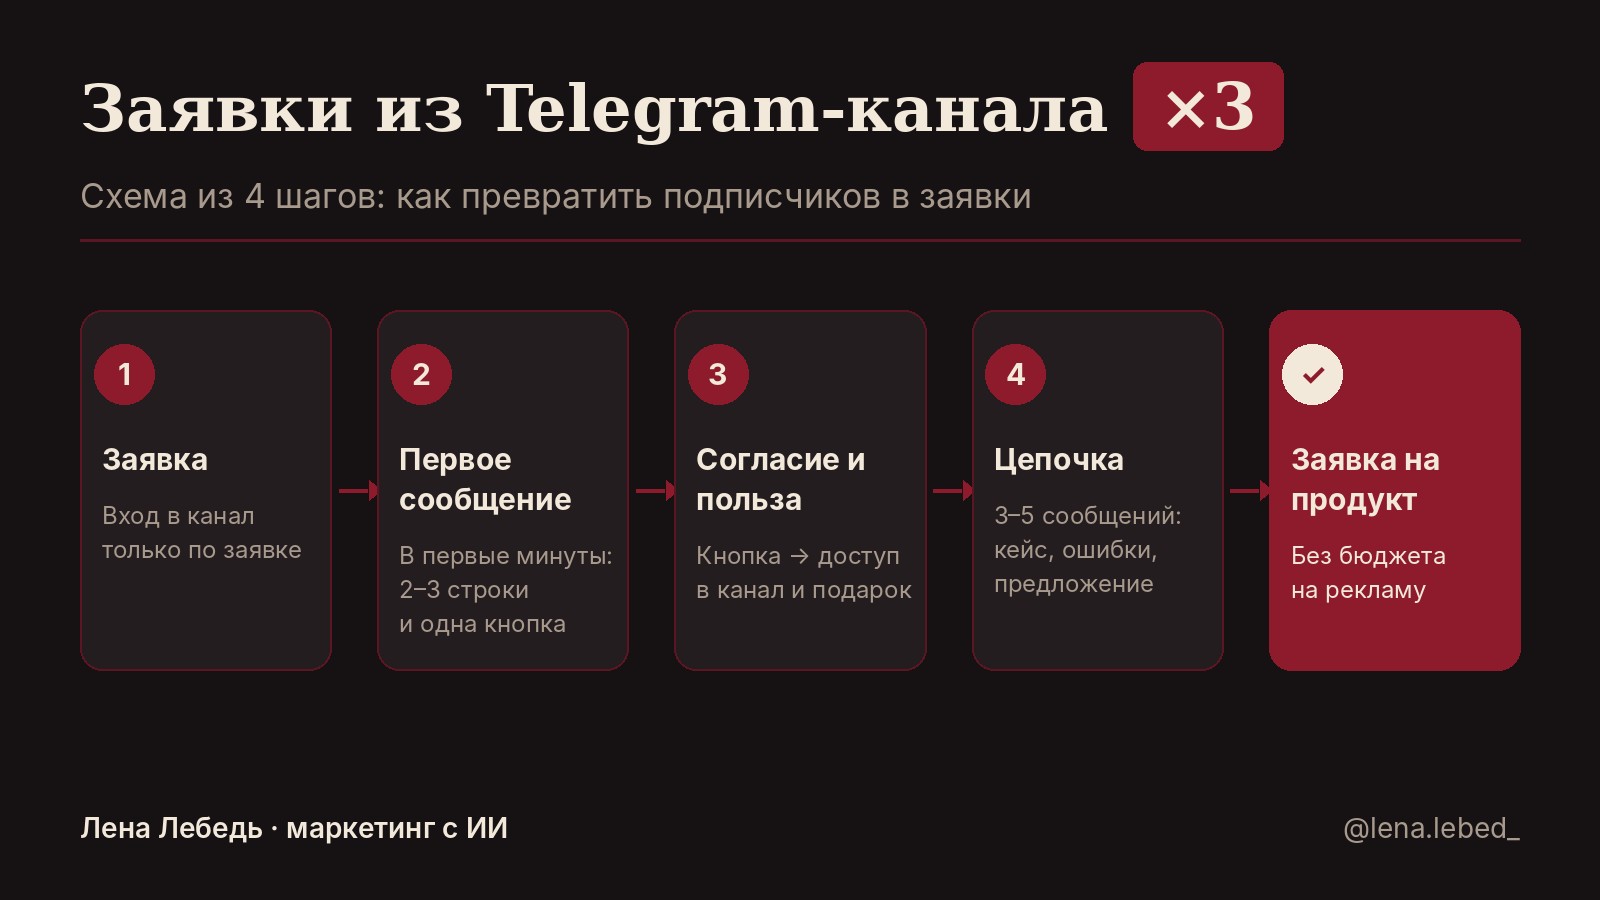 Заявки из Telegram-канала ×3
Схема из 4 шагов: как превратить подписчиков в заявки
1
Заявка
Вход в канал
только по заявке
2
Первое
сообщение
В первые минуты:
2–3 строки
и одна кнопка
3
Согласие и
польза
Кнопка → доступ
в канал и подарок
4
Цепочка
3–5 сообщений:
кейс, ошибки,
предложение
✓
Заявка на
продукт
Без бюджета
на рекламу
Лена Лебедь · маркетинг с ИИ
@lena.lebed_